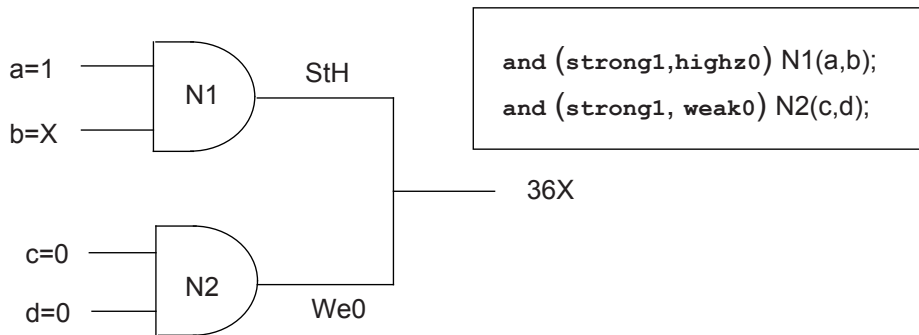 a=1
b=X
N1
StH
and (strong1,highz0) N1(a,b);
and (strong1, weak0) N2(c,d);
36X
c=0
d=0
N2
We0